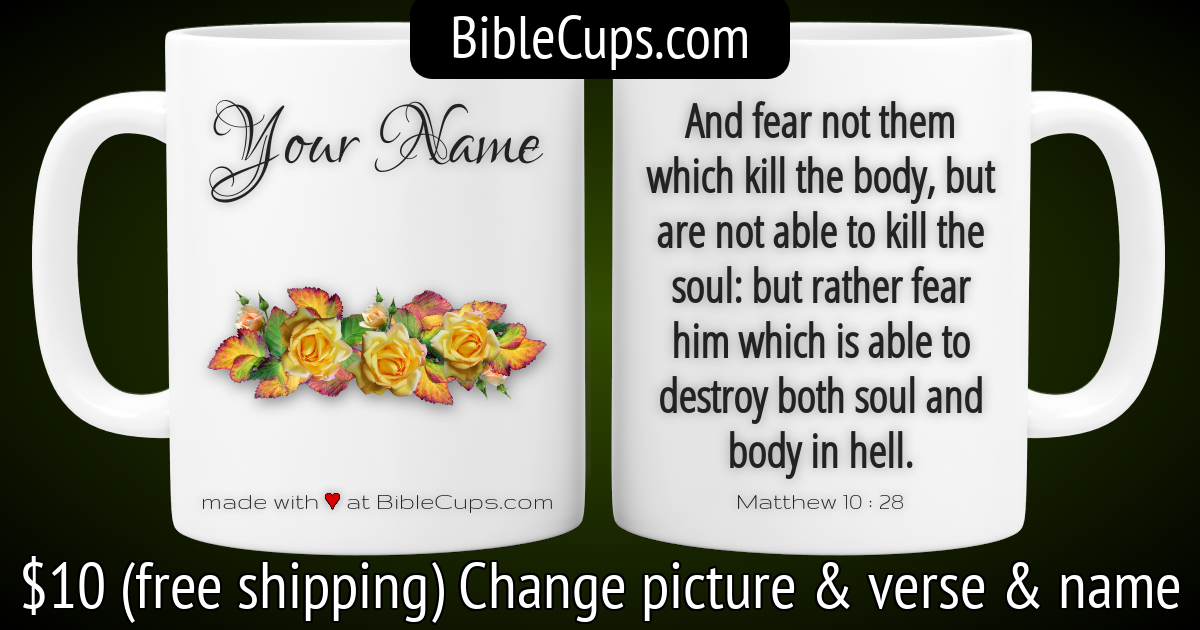 BibleCups.com
Your Name
made with ♥ at BibleCups.com
And fear not them
which kill the body, but
are not able to kill the
soul: but rather fear
him which is able to
destroy both soul and
body in hell.
Matthew 10 : 28
$10 (free shipping) Change picture & verse & name